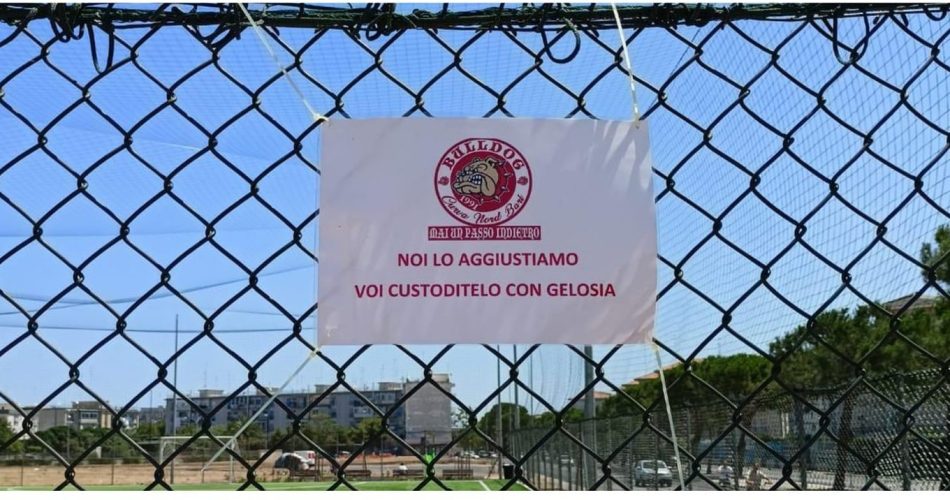 BULLDOG
1991
Curva Nord Bari
MAI UN PASSO INDIETRO
NOI LO AGGIUSTIAMO
VOI CUSTODITELO CON GELOSIA